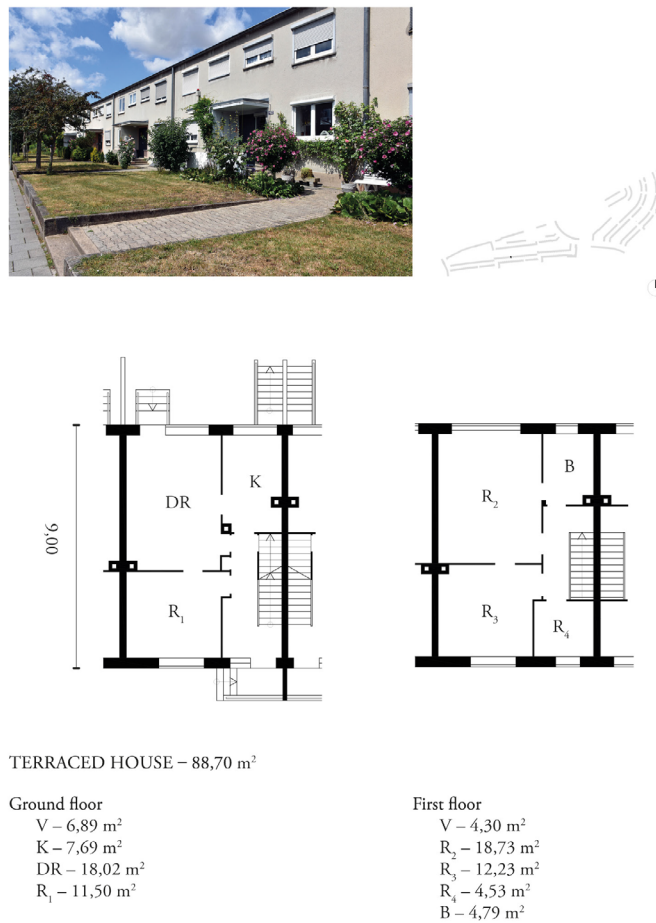 DR
K
R₁
9,00
R₂
B
R₃
R₄
TERRACED HOUSE – 88,70 m²
Ground floor
V – 6,89 m²
K – 7,69 m²
DR – 18,02 m²
R₁ – 11,50 m²
First floor
V – 4,30 m²
R₂ – 18,73 m²
R₃ – 12,23 m²
R₄ – 4,53 m²
B – 4,79 m²